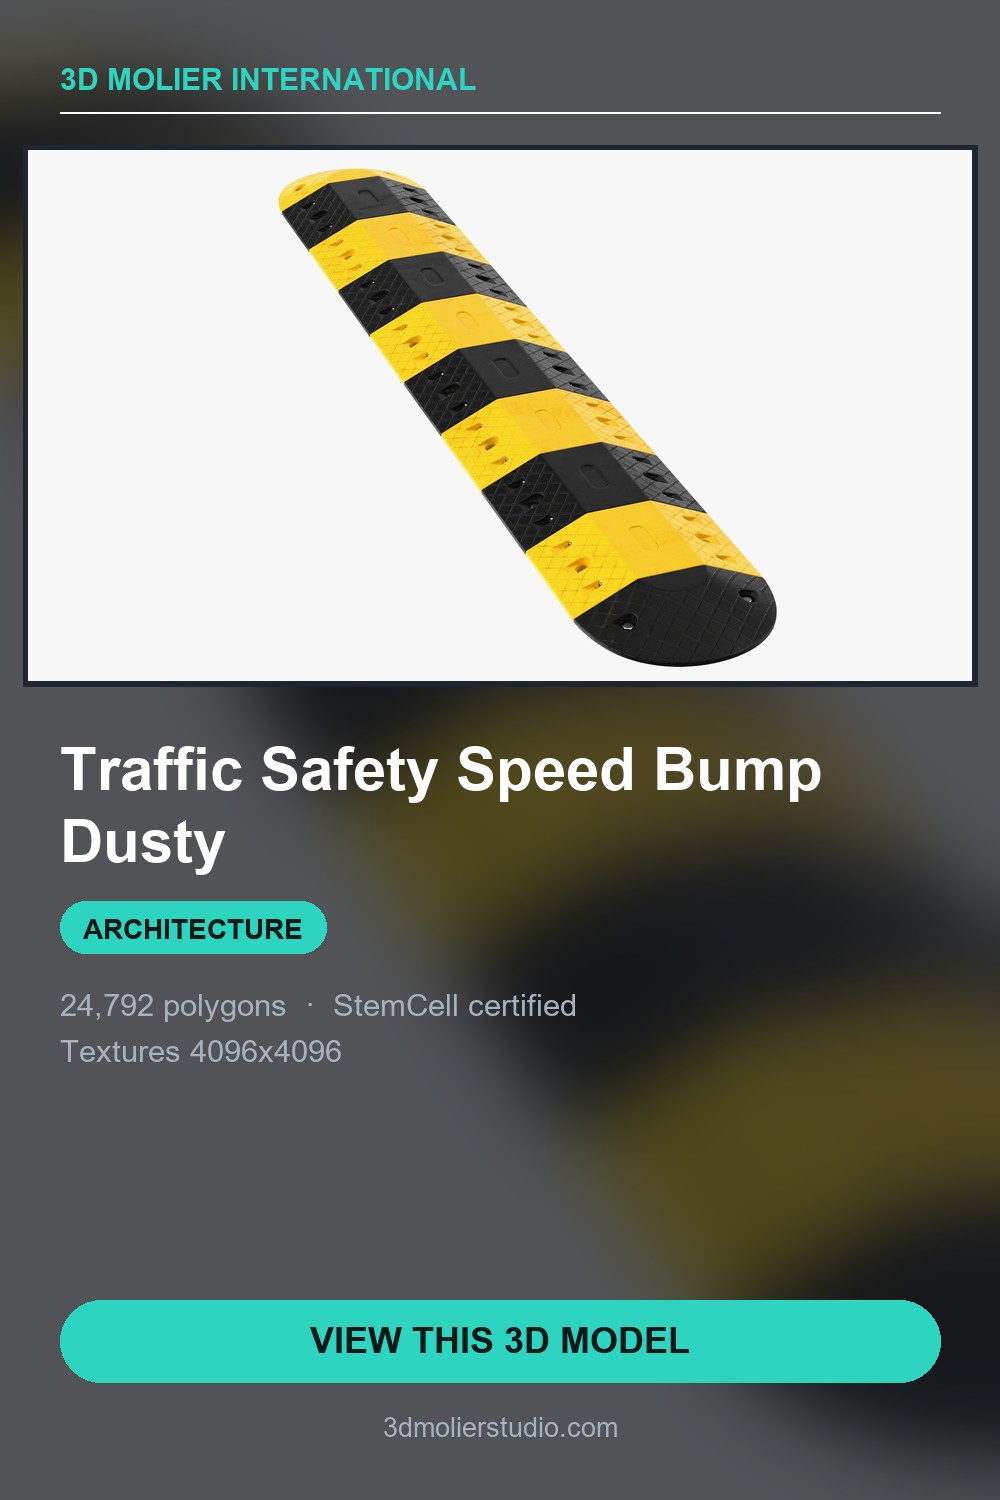 3D MOLIER INTERNATIONAL
Traffic Safety Speed Bump
Dusty
ARCHITECTURE
24,792 polygons · StemCell certified
Textures 4096x4096
VIEW THIS 3D MODEL
3dmolierstudio.com